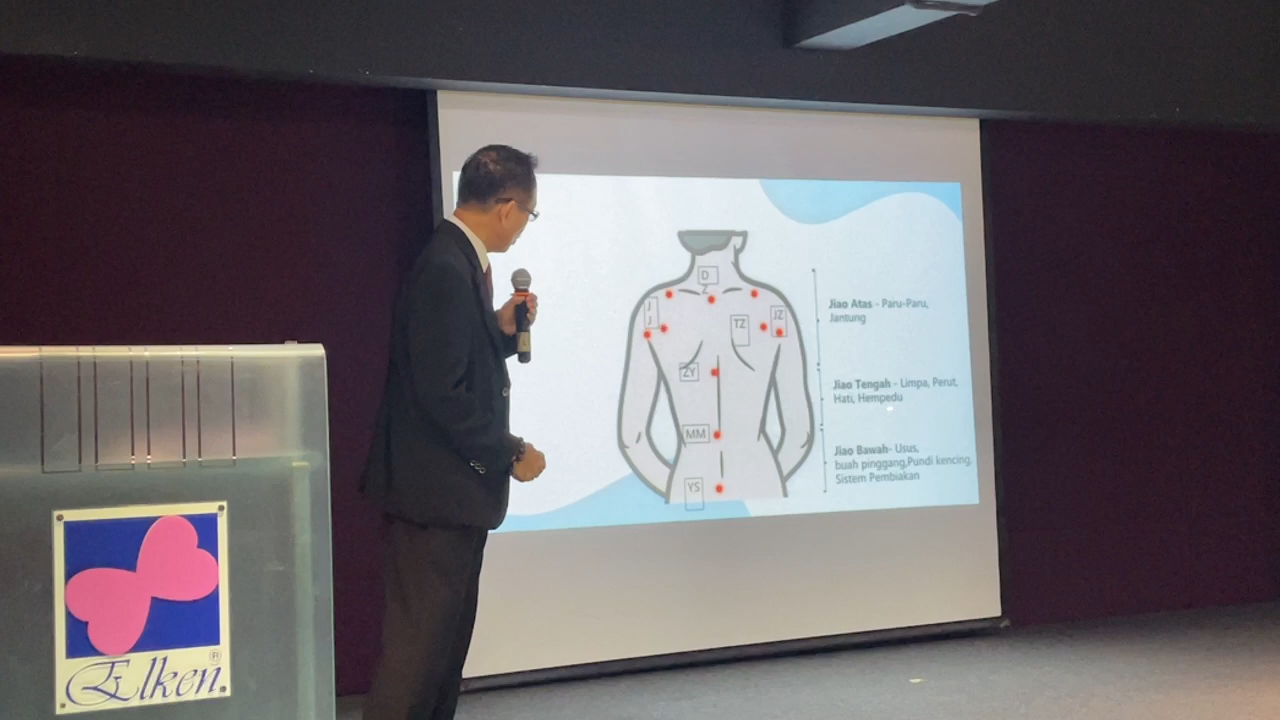 D
Z
J
J
TZ
JZ
ZY
MM
YS
Jiao Atas - Paru-Paru,
Jantung
Jiao Tengah - Limpa, Perut,
Hati, Hempedu
Jiao Bawah- Usus,
buah pinggang,Pundi kencing,
Sistem Pembiakan
Elken®